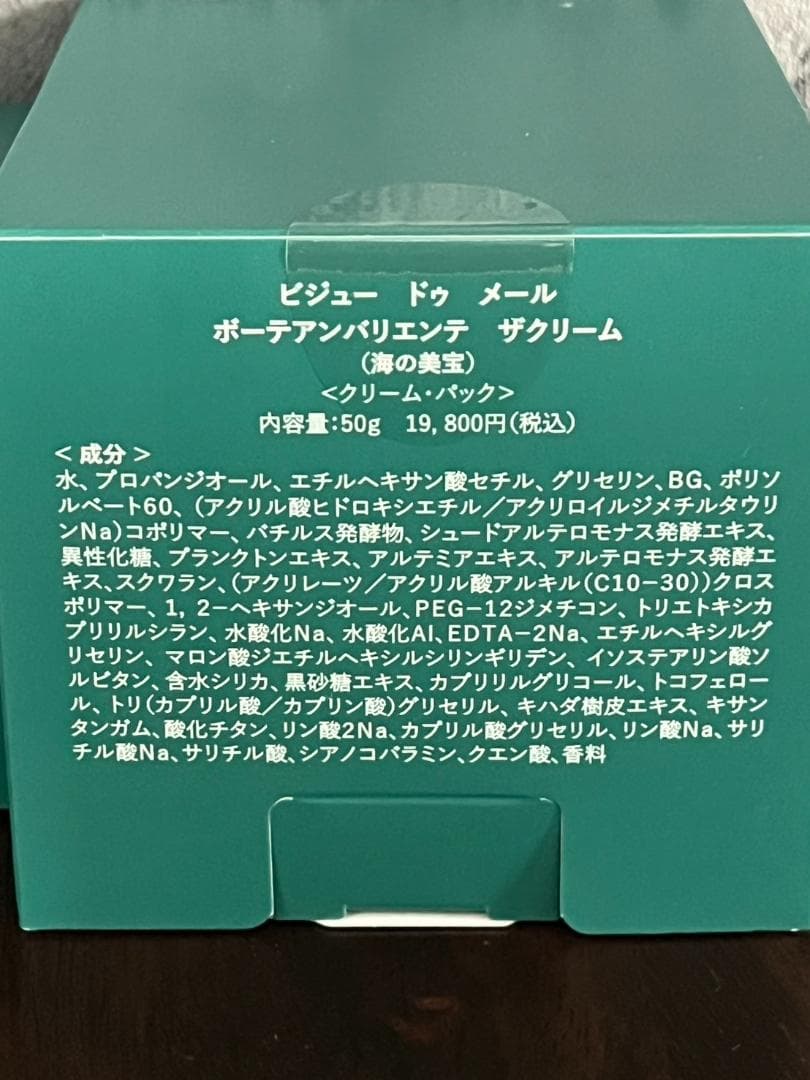 ビジュー ドゥ メール
ボーテアンバリエンテ ザクリーム
(海の美宝)
<クリーム・パック>
内容量:50g 19,800円(税込)
<成分>
水、プロパンジオール、エチルヘキサン酸セチル、グリセリン、BG、ポリソ
ルベート60、(アクリル酸ヒドロキシエチル/アクリロイルジメチルタウリ
ンNa)コポリマー、バチルス発酵物、シュードアルテロモナス発酵エキス、
異性化糖、プランクトンエキス、アルテミアエキス、アルテロモナス発酵エ
キス、スクワラン、(アクリレーツ/アクリル酸アルキル(C10-30))クロス
ポリマー、1,2-ヘキサンジオール、PEG-12ジメチコン、トリエトキシカ
プリリルシラン、水酸化Na、水酸化Al、EDTA-2Na、エチルヘキシルグ
リセリン、マロン酸ジエチルヘキシルシリンギリデン、イソステアリン酸ソ
ルビタン、含水シリカ、黒砂糖エキス、カプリリルグリコール、トコフェロー
ル、トリ(カプリル酸/カプリン酸)グリセリル、キハダ樹皮エキス、キサン
タンガム、酸化チタン、リン酸2Na、カプリル酸グリセリル、リン酸Na、サリ
チル酸Na、サリチル酸、シアノコバラミン、クエン酸、香料